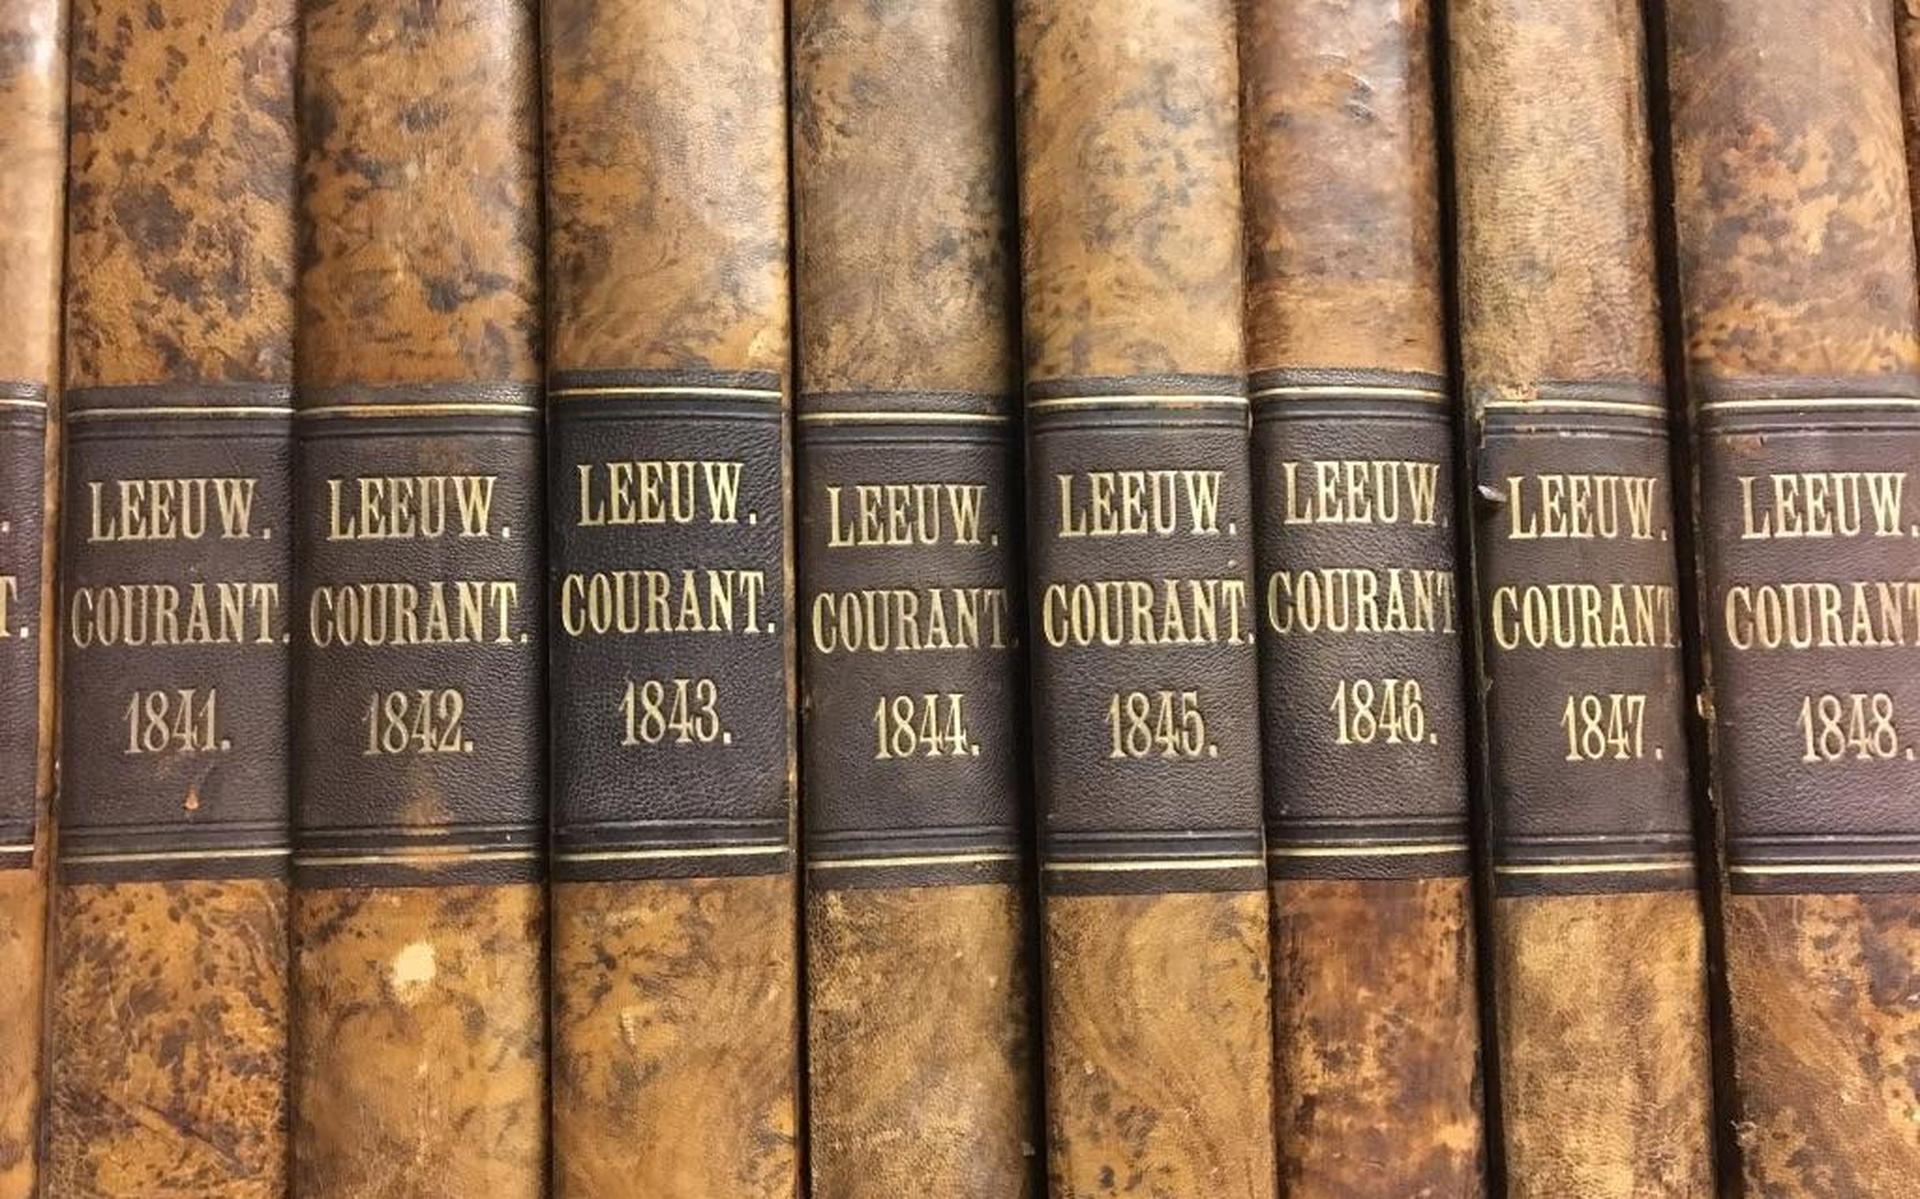 T.
LEEUW.
COURANT.
1841.
LEEUW.
COURANT.
1842.
LEEUW.
COURANT.
1843.
LEEUW.
COURANT.
1844.
LEEUW.
COURANT.
1845.
LEEUW.
COURANT
1846.
LEEUW.
COURANT.
1847.
LEEUW.
COURANT
1848.